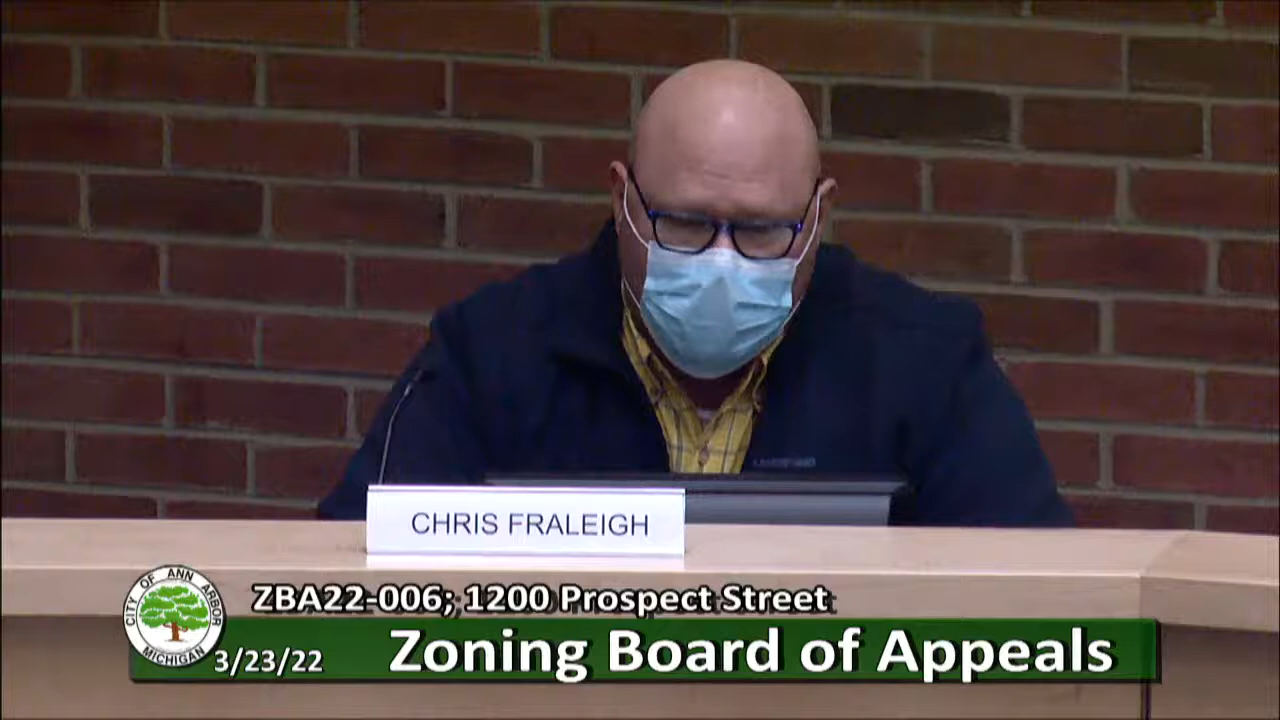 CHRIS FRALEIGH
ZBA22-006; 1200 Prospect Street
CITY OF ANN ARBOR
MICHIGAN
3/23/22
Zoning Board of Appeals